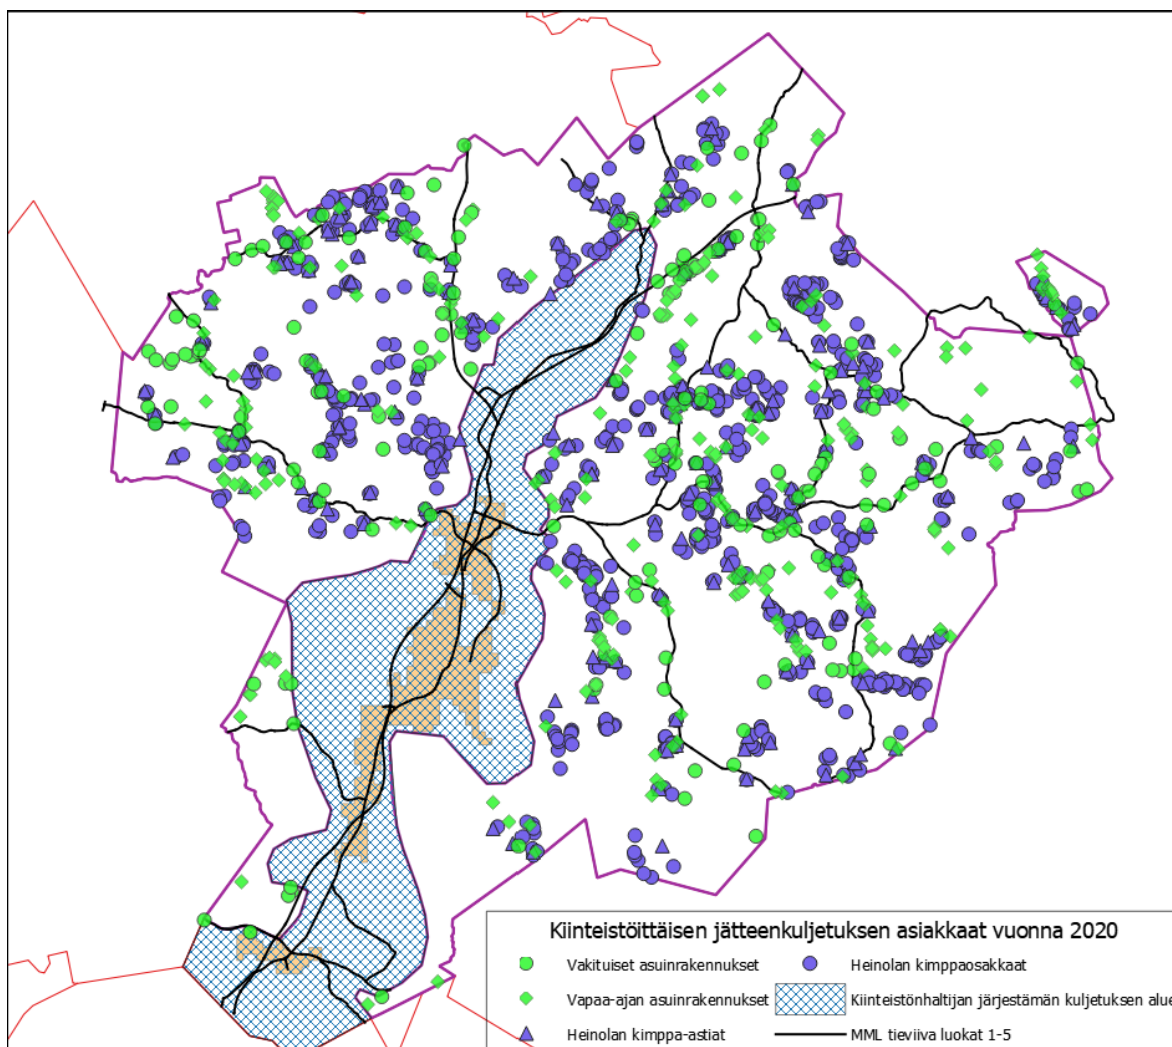 Kiinteistöittäisen jätteenkuljetuksen asiakkaat vuonna 2020
Vakituiset asuinrakennukset
Heinolan kimppaosakkaat
Vapaa-ajan asuinrakennukset
Kiinteistönhaltijan järjestämän kuljetuksen alue
Heinolan kimppa-astiat
MML tieviiva luokat 1-5